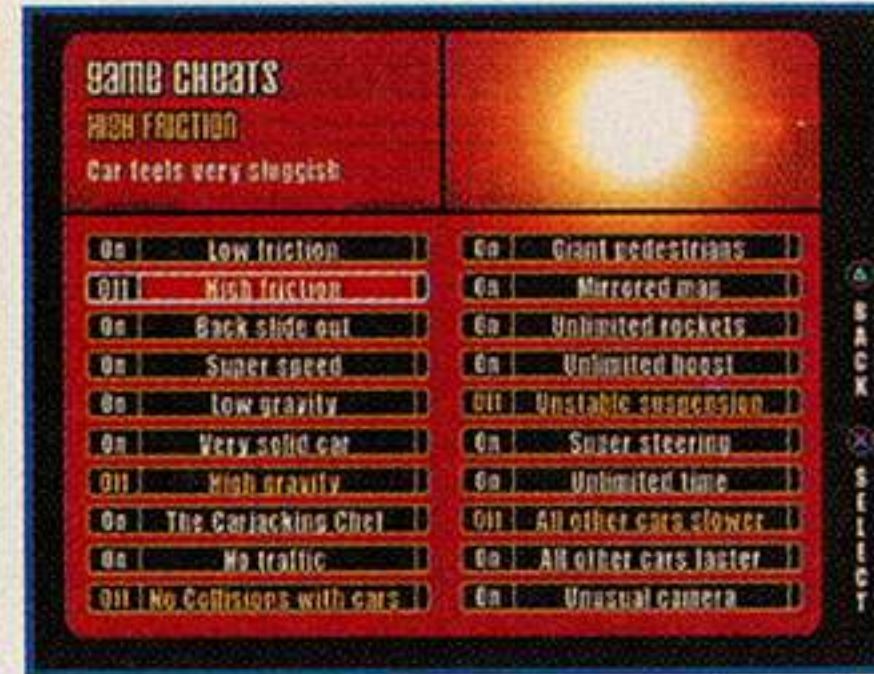 game cheats
HIGH FRICTION
Car feels very sluggish
On Low friction
Off High friction
On Back slide out
On Super speed
On Low gravity
On Very solid car
Off High gravity
On The Carjacking Chef
On No traffic
Off No Collisions with cars
On Giant pedestrians
On Mirrored map
On Unlimited rockets
On Unlimited boost
Off Unstable suspension
On Super steering
On Unlimited time
Off All other cars slower
On All other cars faster
On Unusual camera
BACK
SELECT